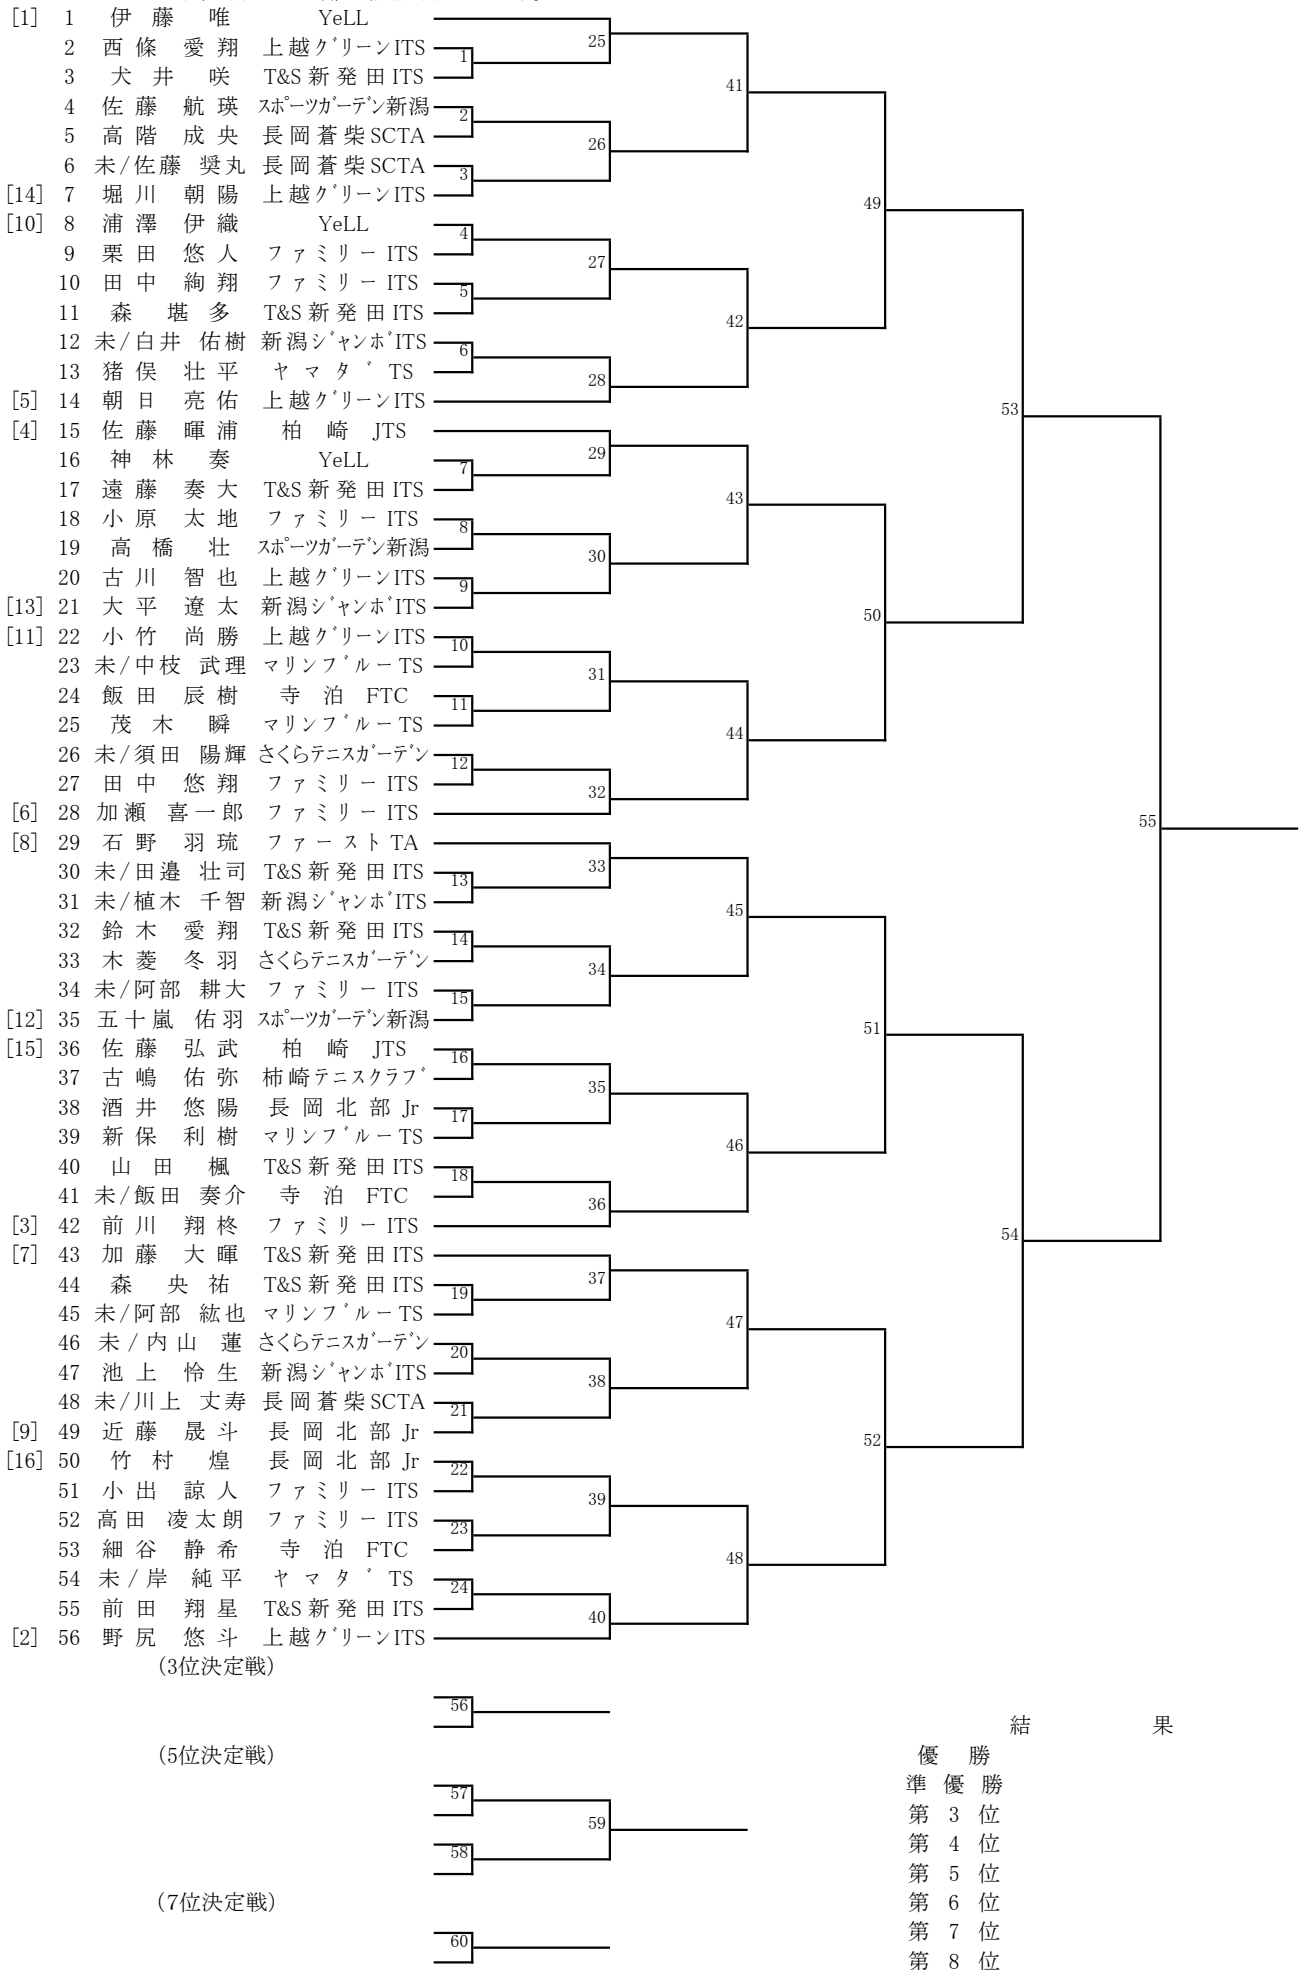 [1] 1 伊藤 唯 YeLL
2 西條 愛翔 上越グリーンITS
3 犬井 咲 T&S新発田ITS
4 佐藤 航瑛 スポーツガーデン新潟
5 高階 成央 長岡蒼柴SCTA
6 未/佐藤 奨丸 長岡蒼柴SCTA
[14] 7 堀川 朝陽 上越グリーンITS
[10] 8 浦澤 伊織 YeLL
9 栗田 悠人 ファミリーITS
10 田中 絢翔 ファミリーITS
11 森 堪多 T&S新発田ITS
12 未/白井 佑樹 新潟ジャンボITS
13 猪俣 壮平 ヤマダTS
[5] 14 朝日 亮佑 上越グリーンITS
[4] 15 佐藤 暉浦 柏崎JTS
16 神林 奏 YeLL
17 遠藤 奏大 T&S新発田ITS
18 小原 太地 ファミリーITS
19 高橋 壮 スポーツガーデン新潟
20 古川 智也 上越グリーンITS
[13] 21 大平 遼太 新潟ジャンボITS
[11] 22 小竹 尚勝 上越グリーンITS
23 未/中枝 武理 マリンブルーTS
24 飯田 辰樹 寺泊FTC
25 茂木 瞬 マリンブルーTS
26 未/須田 陽輝 さくらテニスガーデン
27 田中 悠翔 ファミリーITS
[6] 28 加瀬 喜一郎 ファミリーITS
[8] 29 石野 羽琉 ファーストTA
30 未/田邉 壮司 T&S新発田ITS
31 未/植木 千智 新潟ジャンボITS
32 鈴木 愛翔 T&S新発田ITS
33 木菱 冬羽 さくらテニスガーデン
34 未/阿部 耕大 ファミリーITS
[12] 35 五十嵐 佑羽 スポーツガーデン新潟
[15] 36 佐藤 弘武 柏崎JTS
37 古嶋 佑弥 柿崎テニスクラブ
38 酒井 悠陽 長岡北部Jr
39 新保 利樹 マリンブルーTS
40 山田 楓 T&S新発田ITS
41 未/飯田 奏介 寺泊FTC
[3] 42 前川 翔柊 ファミリーITS
[7] 43 加藤 大暉 T&S新発田ITS
44 森 央祐 T&S新発田ITS
45 未/阿部 紘也 マリンブルーTS
46 未/内山 蓮 さくらテニスガーデン
47 池上 怜生 新潟ジャンボITS
48 未/川上 丈寿 長岡蒼柴SCTA
[9] 49 近藤 晟斗 長岡北部Jr
[16] 50 竹村 煌 長岡北部Jr
51 小出 諒人 ファミリーITS
52 高田 凌太朗 ファミリーITS
53 細谷 静希 寺泊FTC
54 未/岸 純平 ヤマダTS
55 前田 翔星 T&S新発田ITS
[2] 56 野尻 悠斗 上越グリーンITS
1
2
3
4
5
6
7
8
9
10
11
12
13
14
15
16
17
18
19
20
21
22
23
24
25
26
27
28
29
30
31
32
33
34
35
36
37
38
39
40
41
42
43
44
45
46
47
48
49
50
51
52
53
54
55
(3位決定戦)
56
(5位決定戦)
57
58
59
(7位決定戦)
60
結果
優勝
準優勝
第3位
第4位
第5位
第6位
第7位
第8位